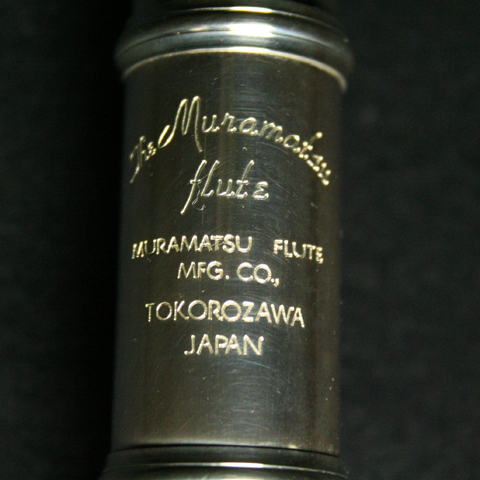 The Muramatsu
flute
MURAMATSU FLUTE
MFG. CO.,
TOKOROZAWA
JAPAN